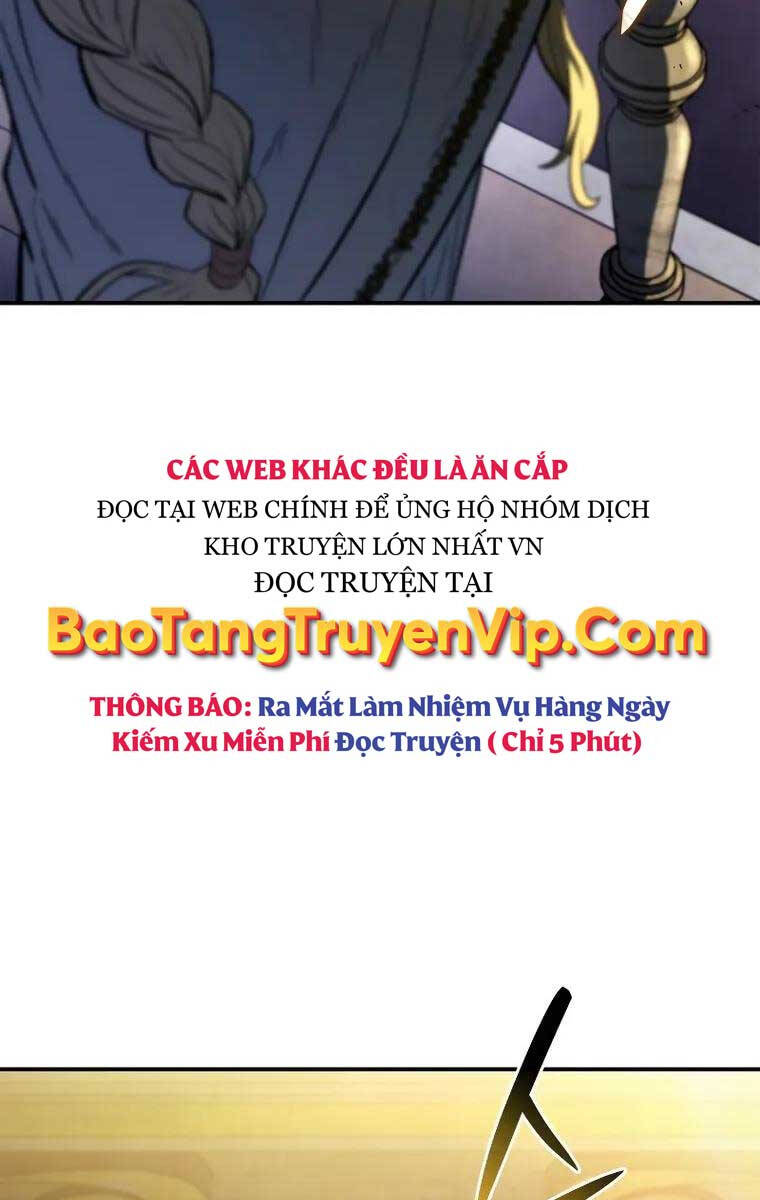 CÁC WEB KHÁC ĐỀU LÀ ĂN CẮP
ĐỌC TẠI WEB CHÍNH ĐỂ ỦNG HỘ NHÓM DỊCH
KHO TRUYỆN LỚN NHẤT VN
ĐỌC TRUYỆN TẠI
BaoTangTruyenVip.Com
THÔNG BÁO: Ra Mắt Làm Nhiệm Vụ Hàng Ngày
Kiếm Xu Miễn Phí Đọc Truyện ( Chỉ 5 Phút)